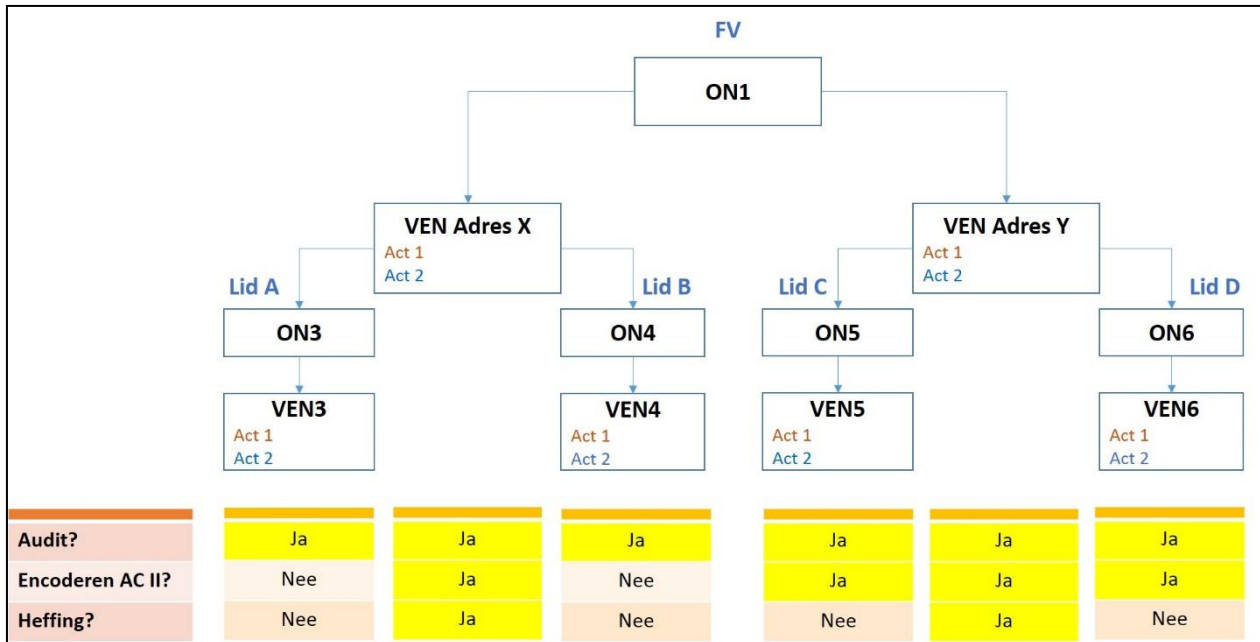 FV
ON1
VEN Adres X
Act 1
Act 2
VEN Adres Y
Act 1
Act 2
Lid A
Lid B
Lid C
Lid D
ON3
ON4
ON5
ON6
VEN3
Act 1
Act 2
VEN4
Act 1
Act 2
VEN5
Act 1
Act 2
VEN6
Act 1
Act 2
Audit? Ja Ja Ja Ja Ja Ja
Encoderen AC II? Nee Ja Nee Ja Ja Ja
Heffing? Nee Ja Nee Nee Ja Nee